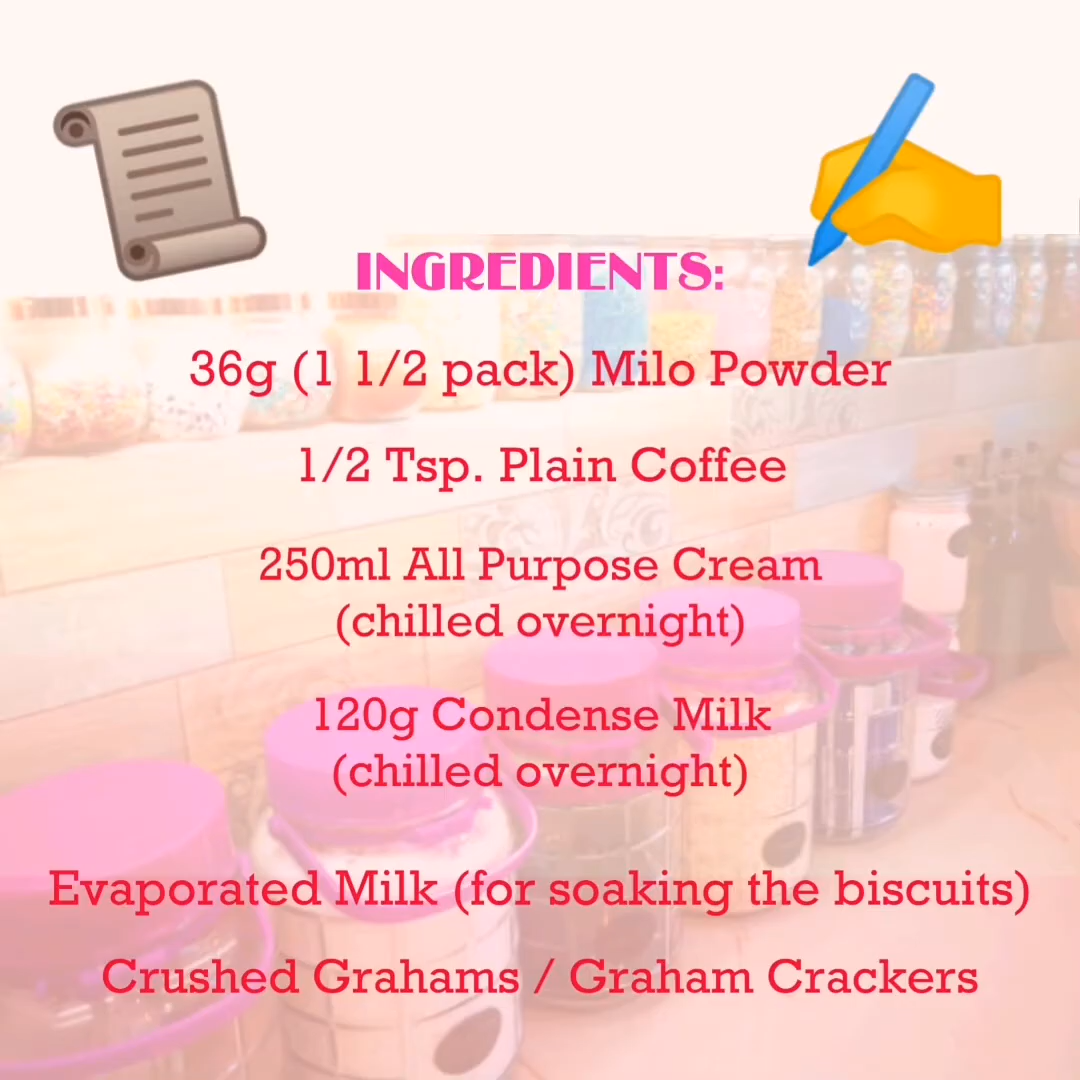 INGREDIENTS:
36g (1 1/2 pack) Milo Powder
1/2 Tsp. Plain Coffee
250ml All Purpose Cream
(chilled overnight)
120g Condense Milk
(chilled overnight)
Evaporated Milk (for soaking the biscuits)
Crushed Grahams / Graham Crackers